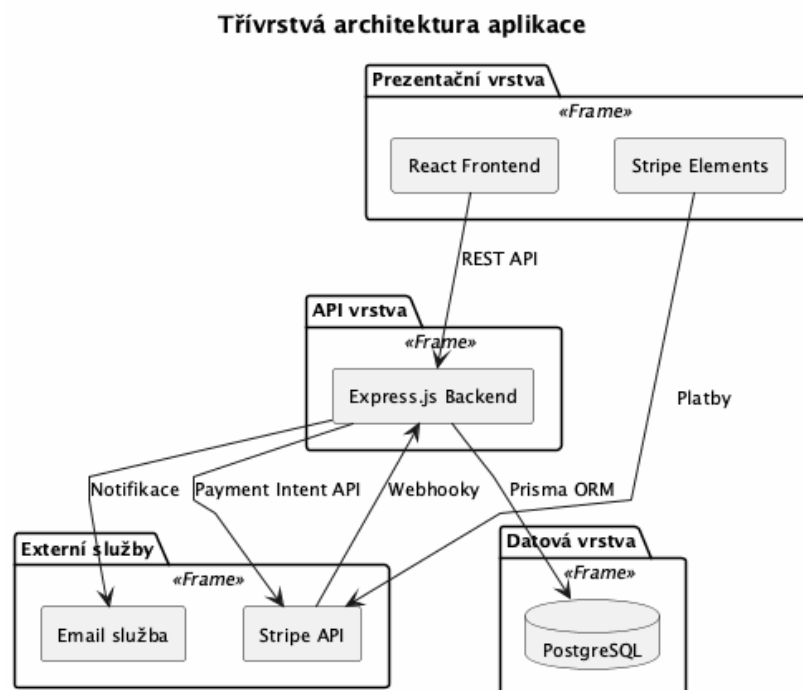 Třívrstvá architektura aplikace
Prezentační vrstva
«Frame»
React Frontend
Stripe Elements
REST API
API vrstva
«Frame»
Express.js Backend
Platby
Notifikace
Payment Intent API
Webhooky
Prisma ORM
Externí služby
«Frame»
Email služba
Stripe API
Datová vrstva
«Frame»
PostgreSQL